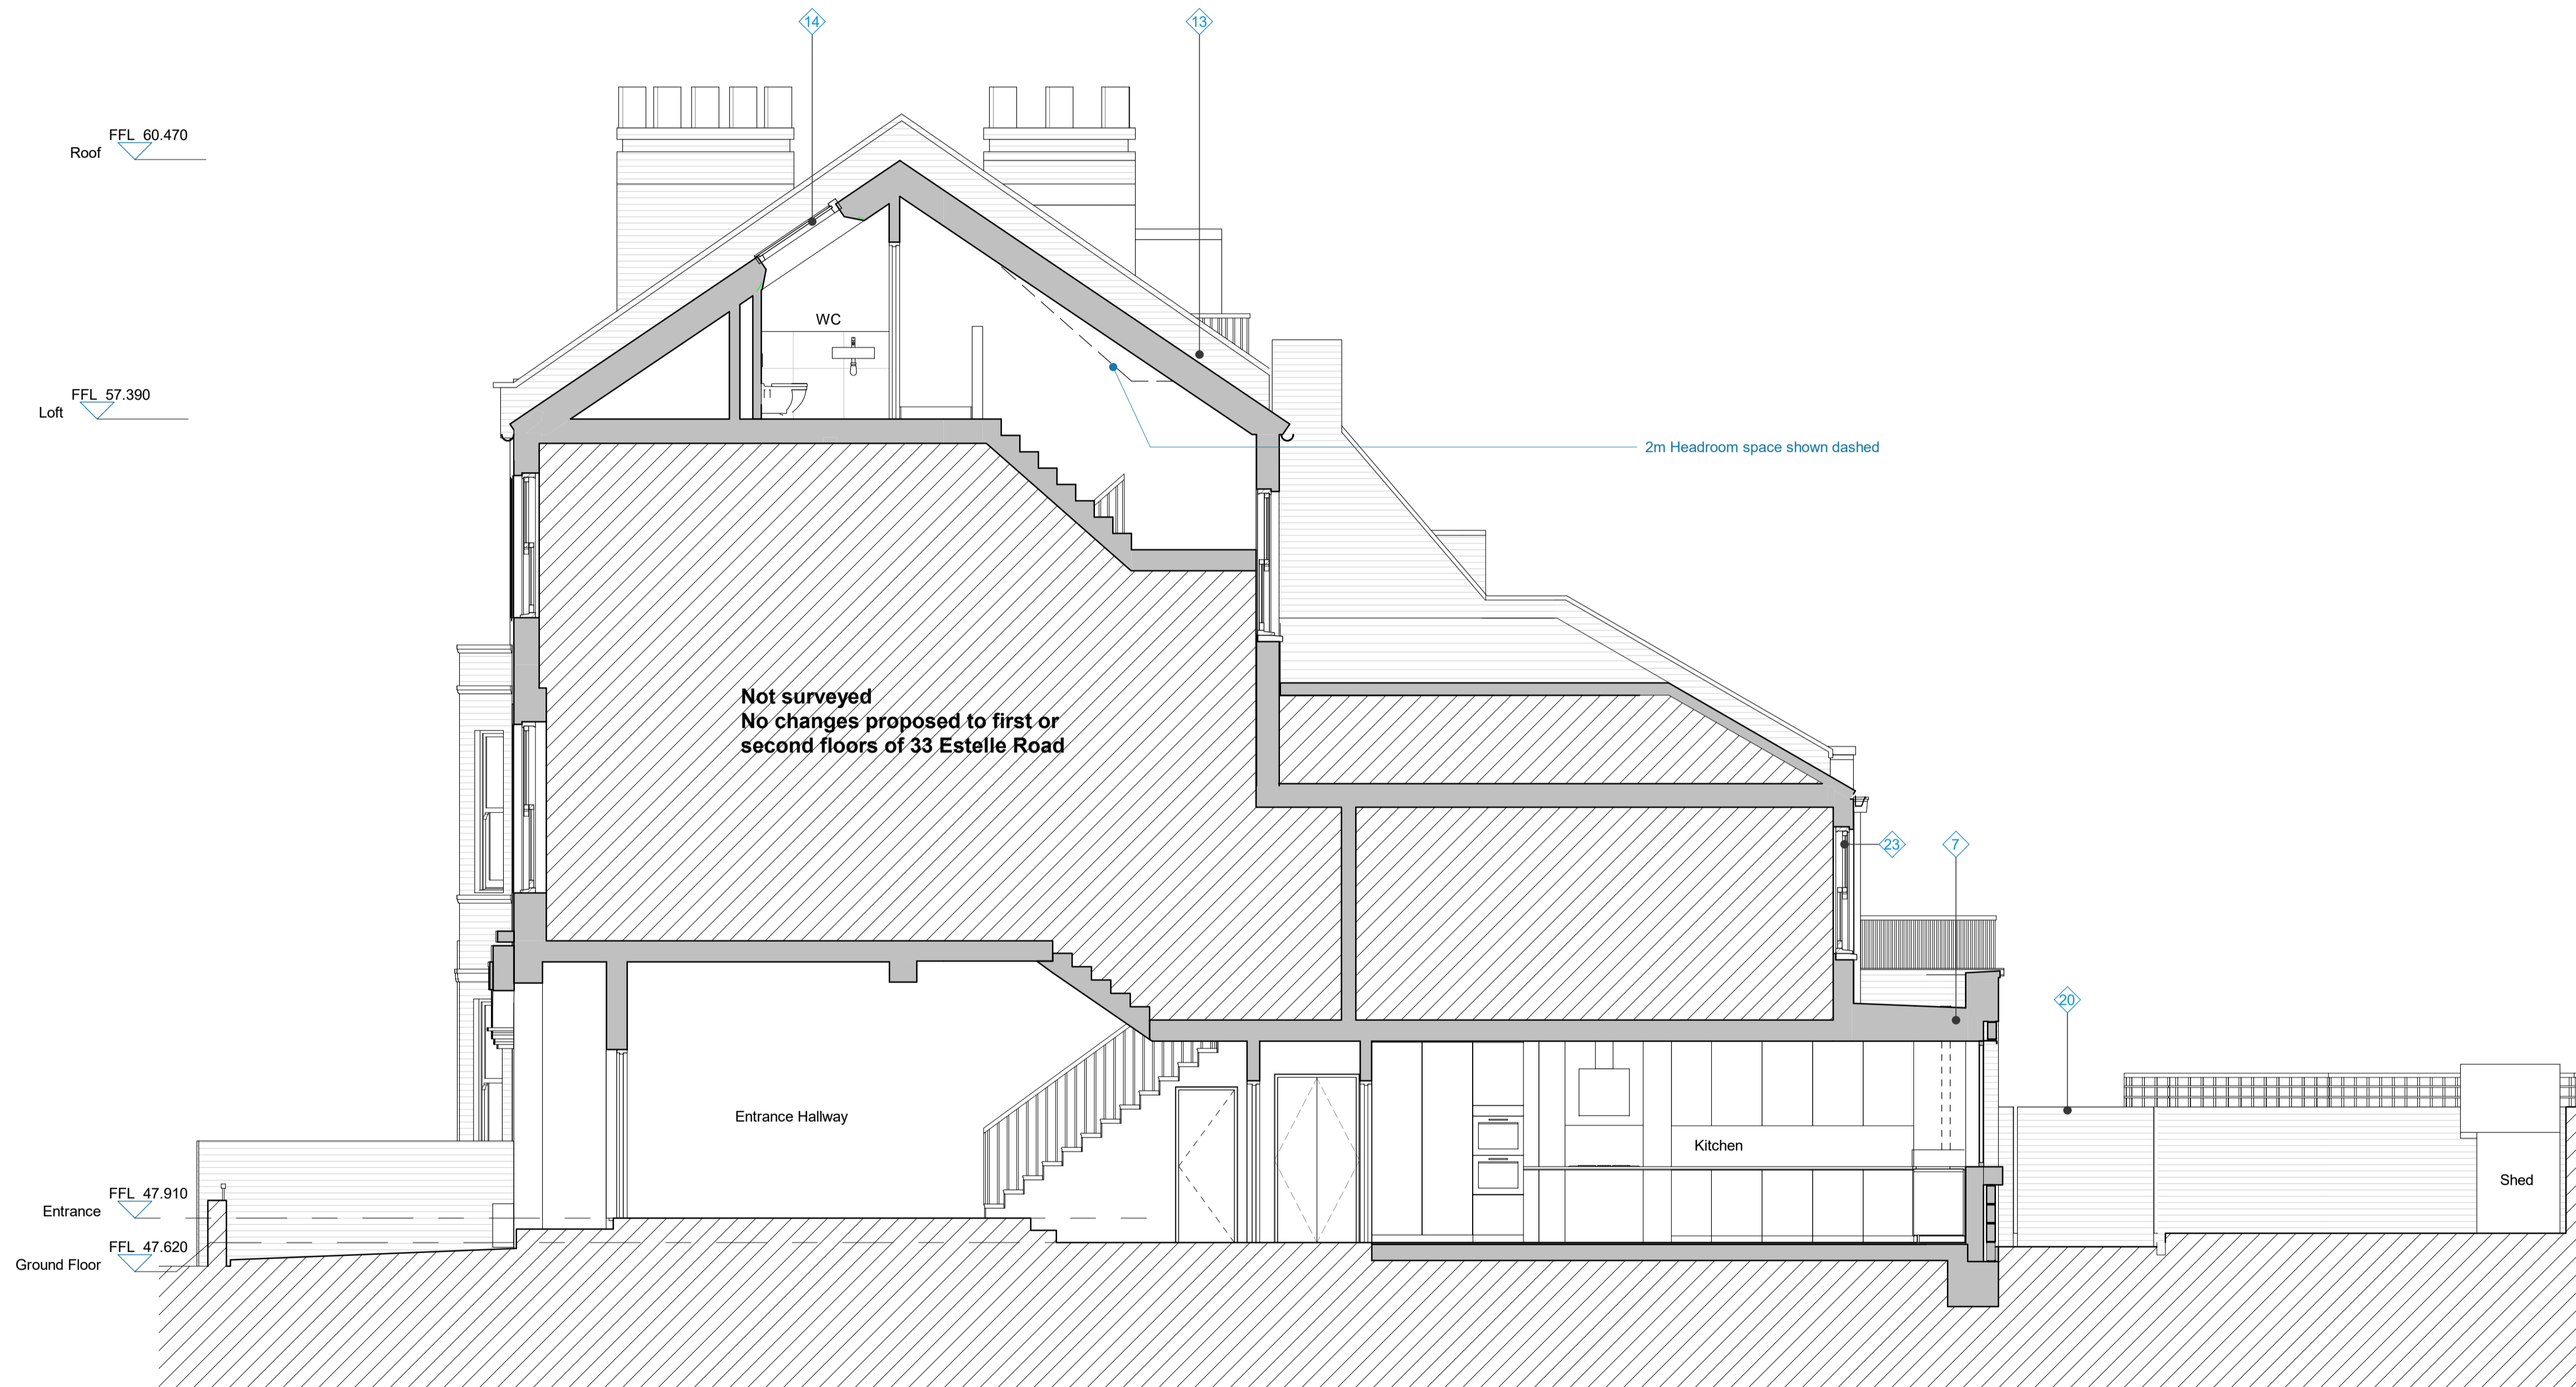 14
13
FFL 60.470
Roof
WC
FFL 57.390
Loft
2m Headroom space shown dashed
Not surveyed
No changes proposed to first or
second floors of 33 Estelle Road
23
7
20
Entrance Hallway
Kitchen
Shed
FFL 47.910
Entrance
FFL 47.620
Ground Floor